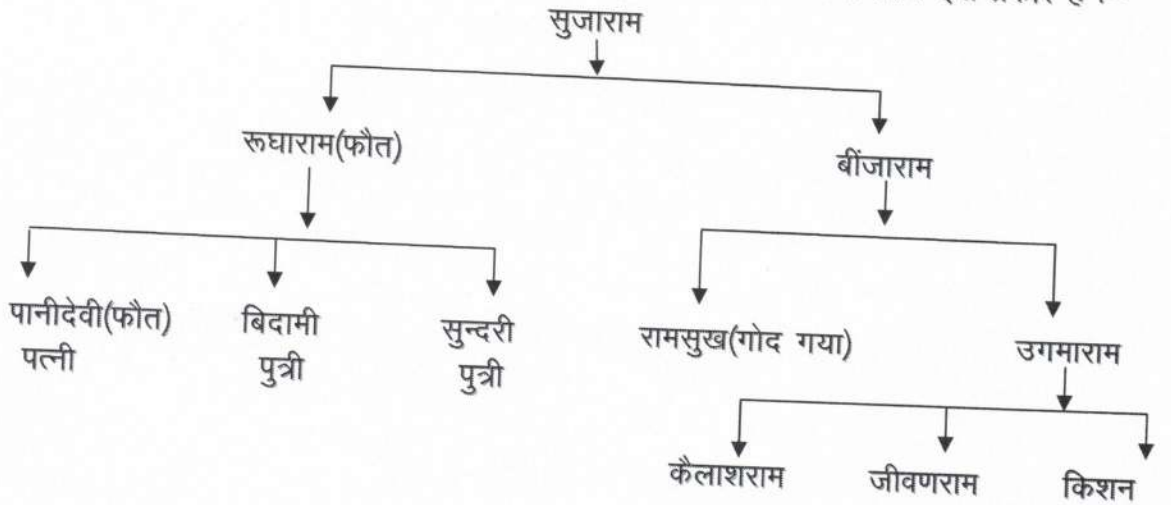 सुजाराम
रूघाराम(फौत)
बींजाराम
पानीदेवी(फौत) बिदामी सुन्दरी रामसुख(गोद गया) उगमाराम
पत्नी पुत्री पुत्री
कैलाशराम जीवणराम किशन